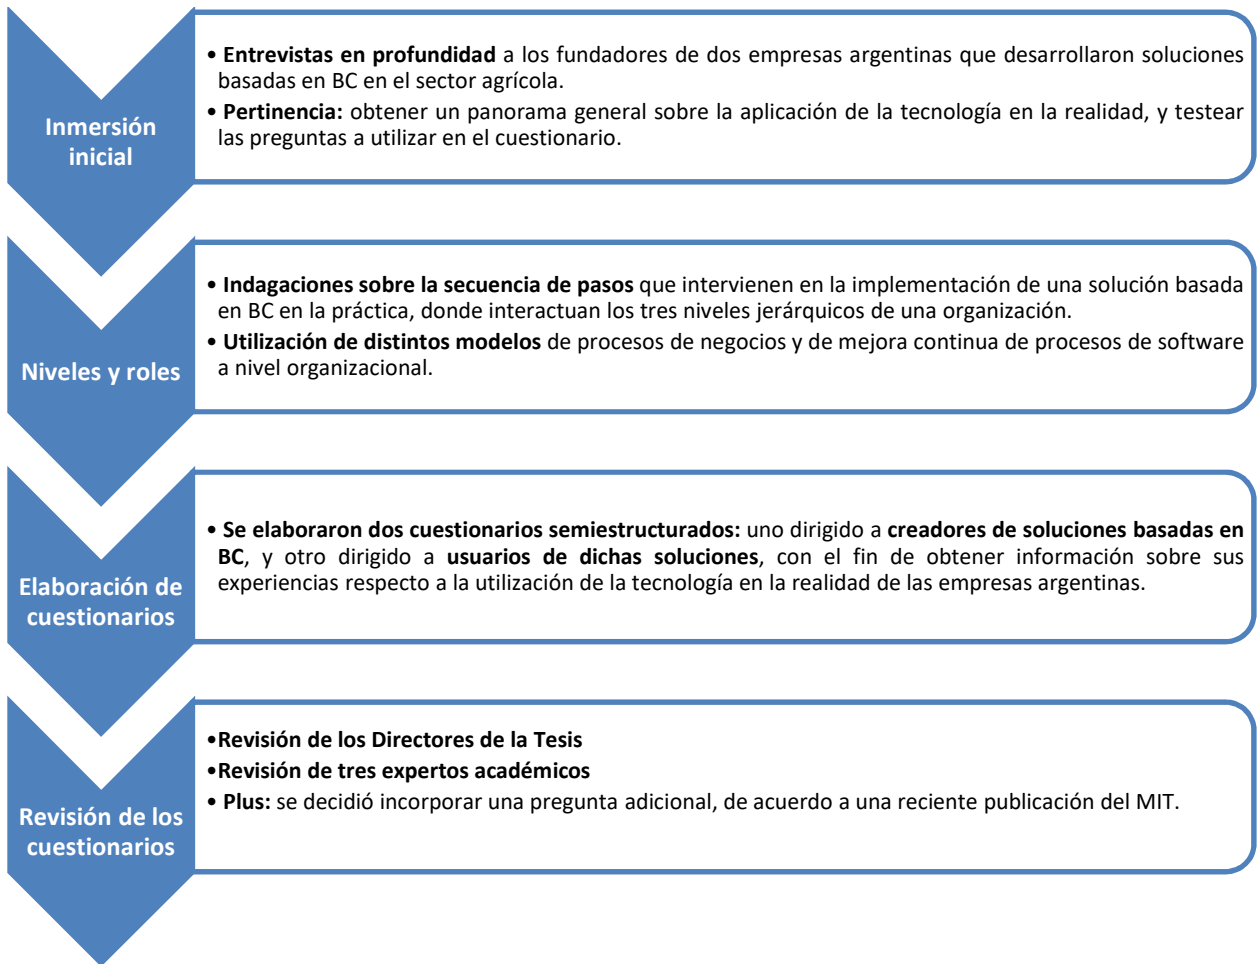 Inmersión
inicial
• Entrevistas en profundidad a los fundadores de dos empresas argentinas que desarrollaron soluciones
basadas en BC en el sector agrícola.
• Pertinencia: obtener un panorama general sobre la aplicación de la tecnología en la realidad, y testear
las preguntas a utilizar en el cuestionario.
Niveles y roles
• Indagaciones sobre la secuencia de pasos que intervienen en la implementación de una solución basada
en BC en la práctica, donde interactuan los tres niveles jerárquicos de una organización.
• Utilización de distintos modelos de procesos de negocios y de mejora continua de procesos de software
a nivel organizacional.
Elaboración de
cuestionarios
• Se elaboraron dos cuestionarios semiestructurados: uno dirigido a creadores de soluciones basadas en
BC, y otro dirigido a usuarios de dichas soluciones, con el fin de obtener información sobre sus
experiencias respecto a la utilización de la tecnología en la realidad de las empresas argentinas.
Revisión de los
cuestionarios
•Revisión de los Directores de la Tesis
•Revisión de tres expertos académicos
• Plus: se decidió incorporar una pregunta adicional, de acuerdo a una reciente publicación del MIT.